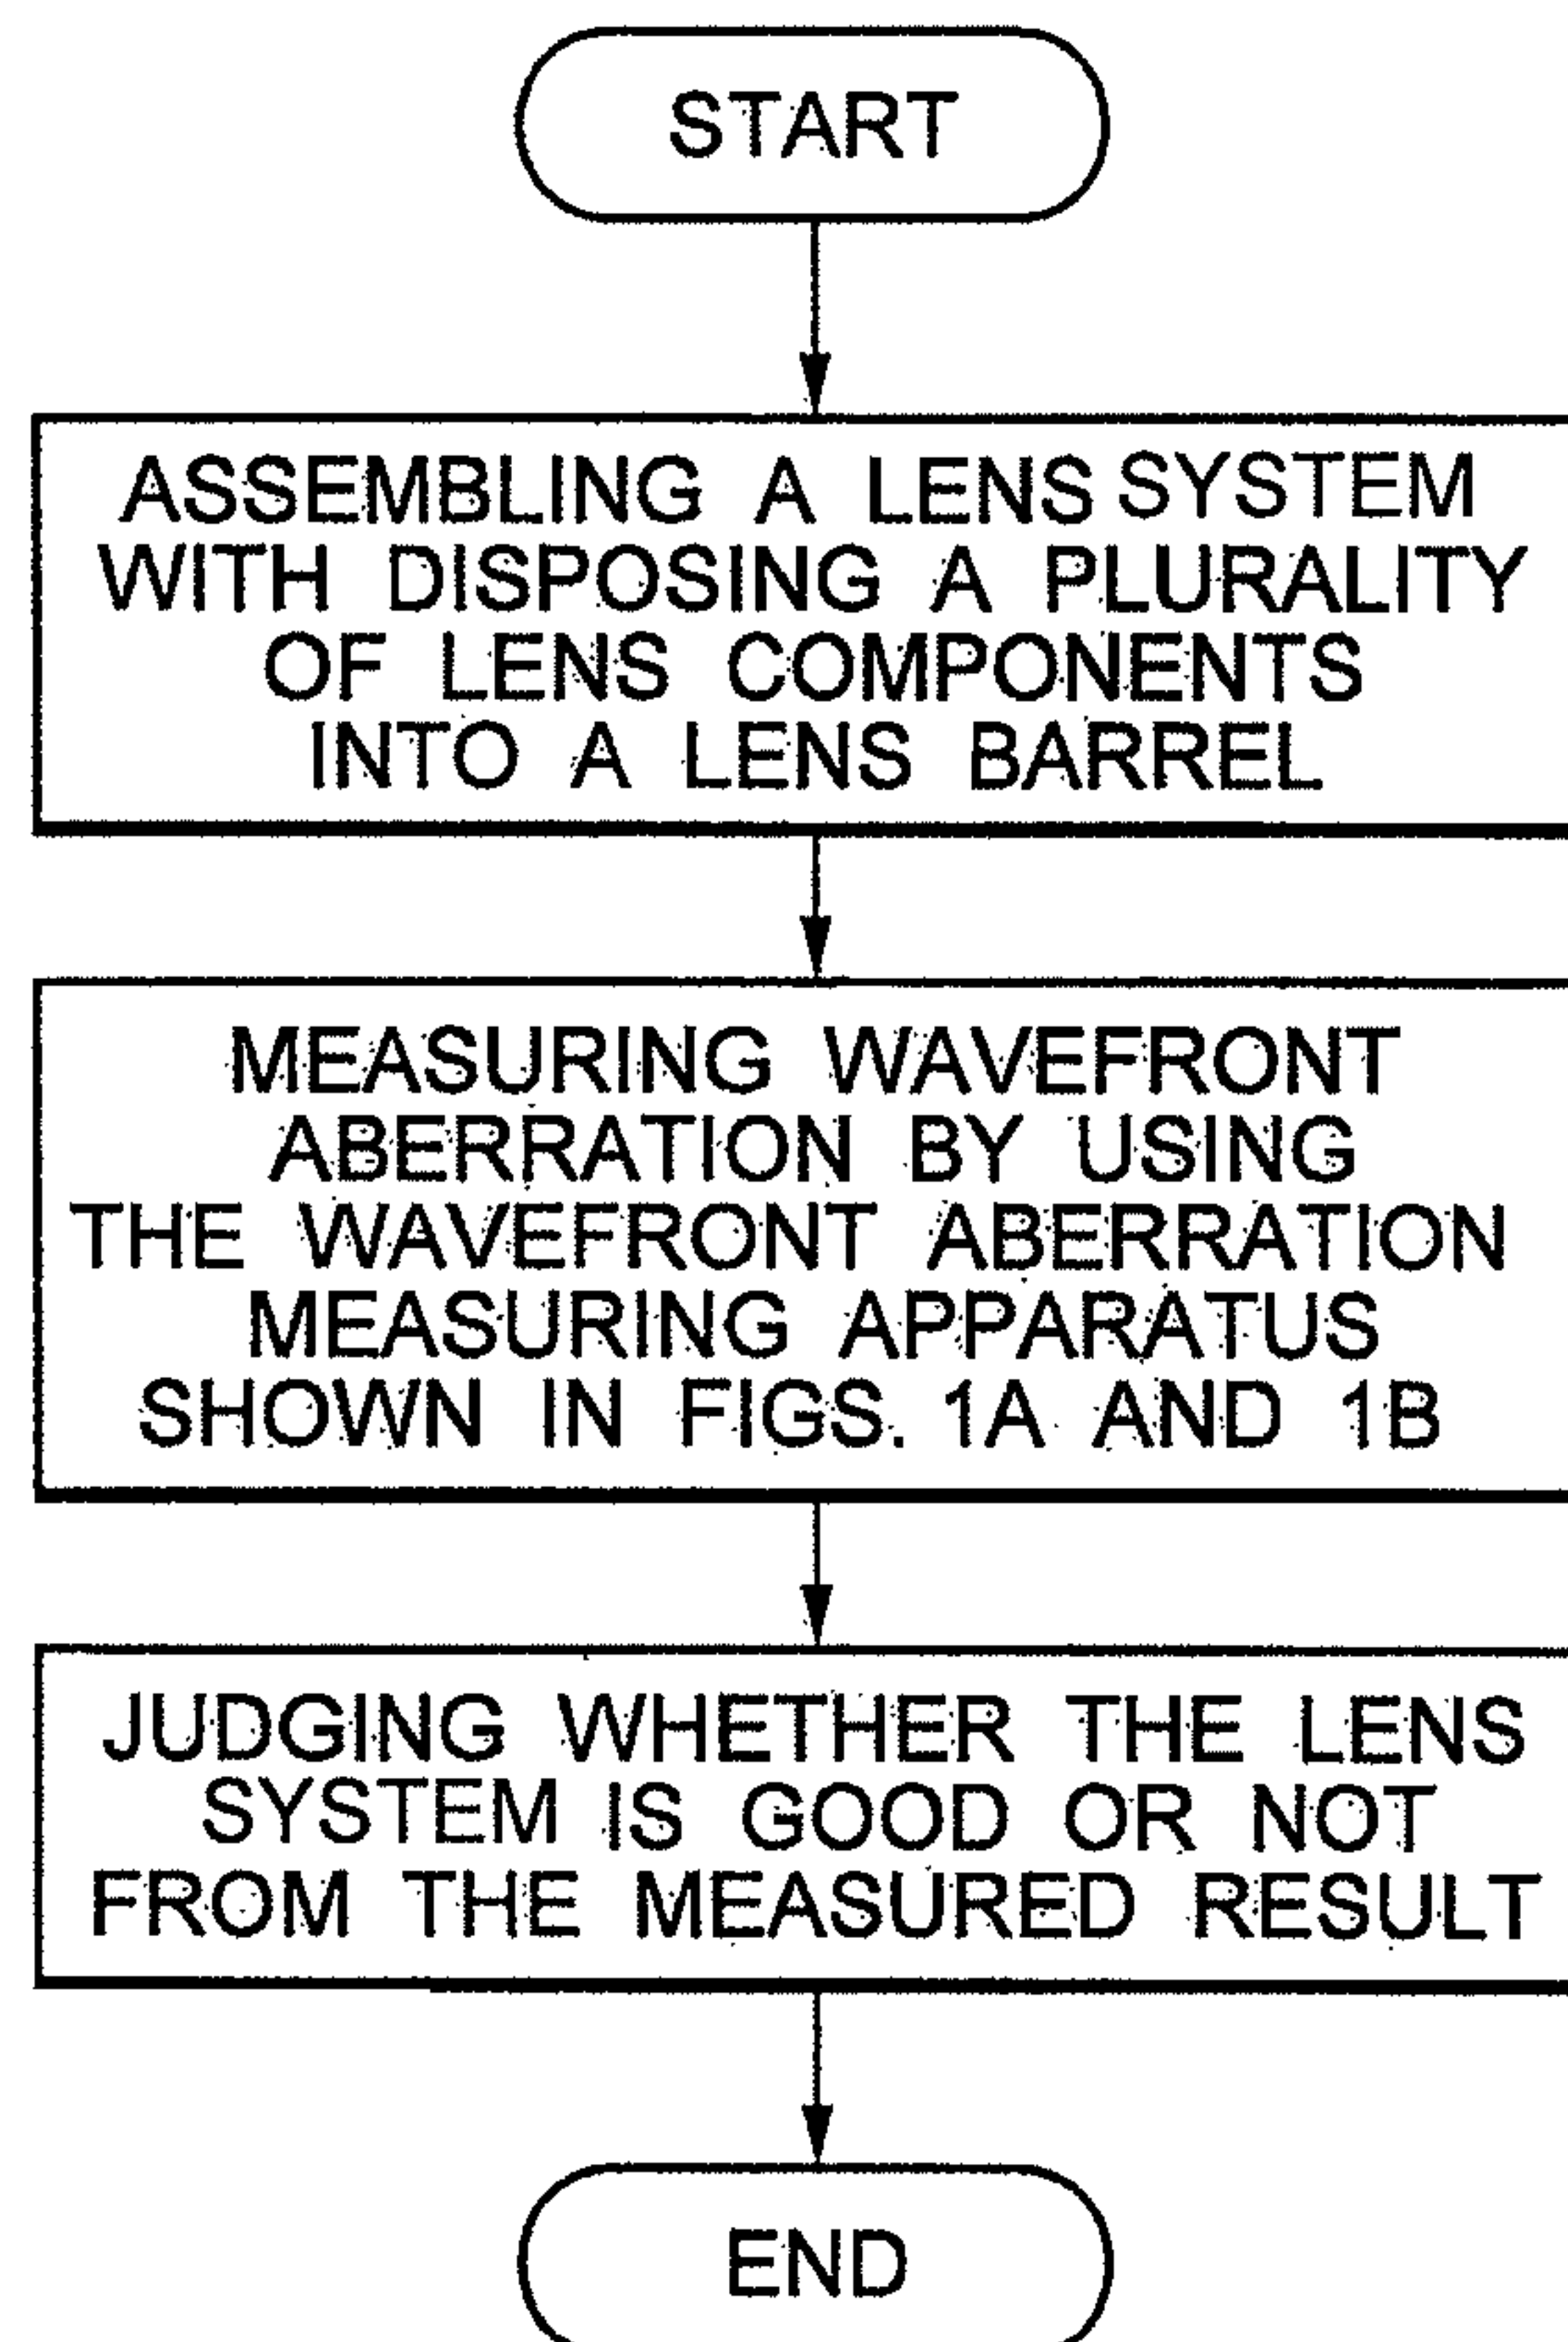 START
ASSEMBLING A LENS SYSTEM
WITH DISPOSING A PLURALITY
OF LENS COMPONENTS
INTO A LENS BARREL
MEASURING WAVEFRONT
ABERRATION BY USING
THE WAVEFRONT ABERRATION
MEASURING APPARATUS
SHOWN IN FIGS. 1A AND 1B
JUDGING WHETHER THE LENS
SYSTEM IS GOOD OR NOT
FROM THE MEASURED RESULT
END